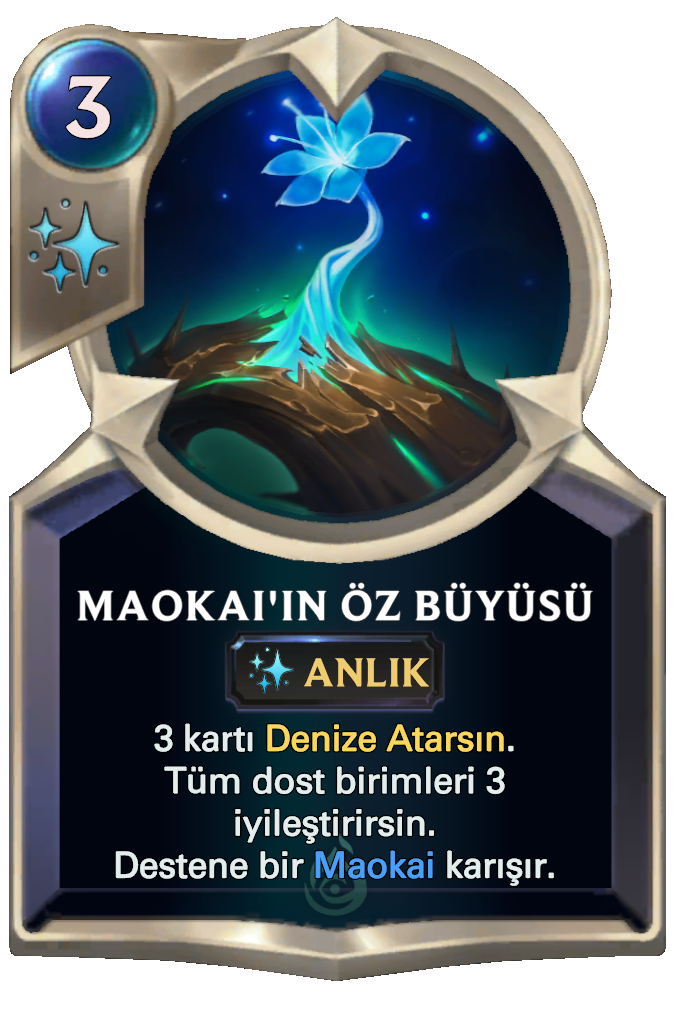 3
MAOKAI'IN ÖZ BÜYÜSÜ
ANLIK
3 kartı Denize Atarsın.
Tüm dost birimleri 3
iyileştirirsin.
Destene bir Maokai karışır.